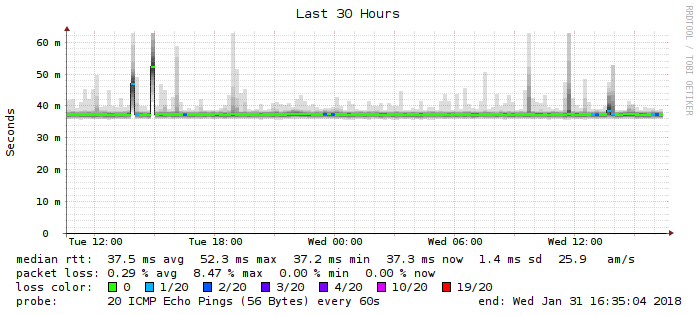 Last 30 Hours
RRDTOOL / TOBI OETIKER
Seconds
60 m
50 m
40 m
30 m
20 m
10 m
0
Tue 12:00 Tue 18:00 Wed 00:00 Wed 06:00 Wed 12:00
median rtt: 37.5 ms avg 52.3 ms max 37.2 ms min 37.3 ms now 1.4 ms sd 25.9 am/s
packet loss: 0.29 % avg 8.47 % max 0.00 % min 0.00 % now
loss color: 0 1/20 2/20 3/20 4/20 10/20 19/20
probe: 20 ICMP Echo Pings (56 Bytes) every 60s end: Wed Jan 31 16:35:04 2018